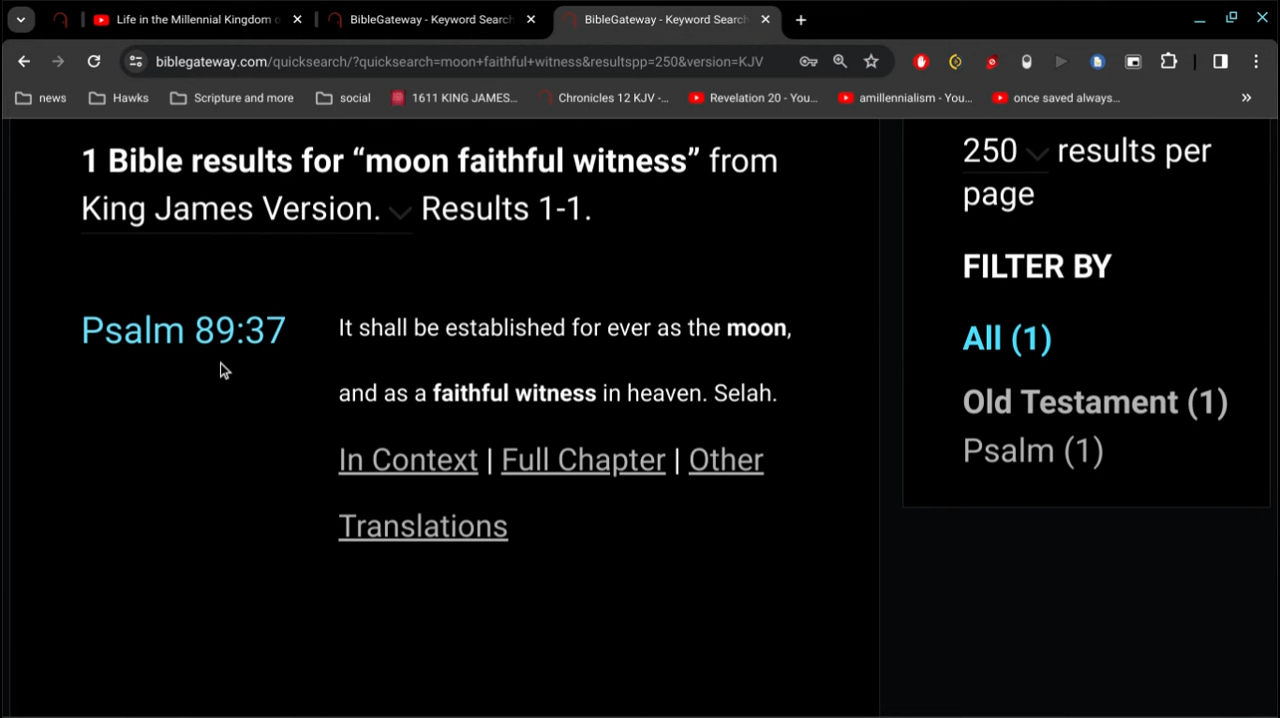 Life in the Millennial Kingdom
BibleGateway - Keyword Search
BibleGateway - Keyword Search
biblegateway.com/quicksearch/?quicksearch=moon+faithful+witness&resultspp=250&version=KJV
news
Hawks
Scripture and more
social
1611 KING JAMES...
Chronicles 12 KJV -...
Revelation 20 - You...
amillennialism - You...
once saved always...
1 Bible results for “moon faithful witness” from
King James Version. Results 1-1.
Psalm 89:37
It shall be established for ever as the moon,
and as a faithful witness in heaven. Selah.
In Context | Full Chapter | Other
Translations
250 results per
page
FILTER BY
All (1)
Old Testament (1)
Psalm (1)